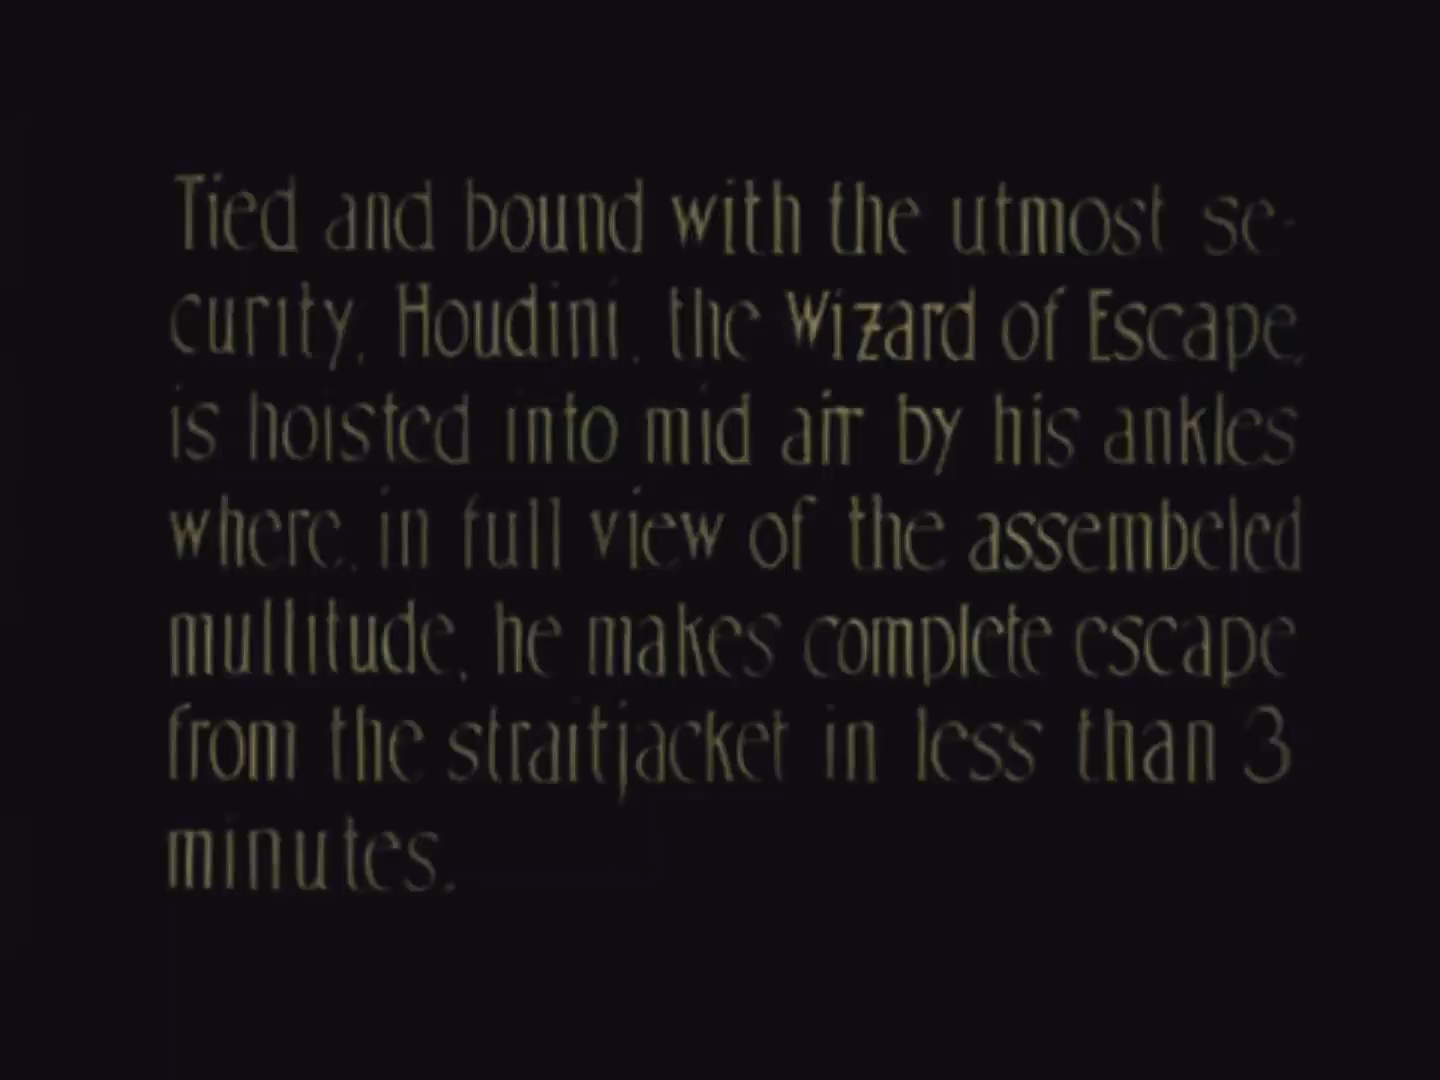 Tied and bound with the utmost se-
curity, Houdini, the Wizard of Escape,
is hoisted into mid air by his ankles
where, in full view of the assembeled
mullitude, he makes complete escape
from the straitjacket in less than 3
minutes.